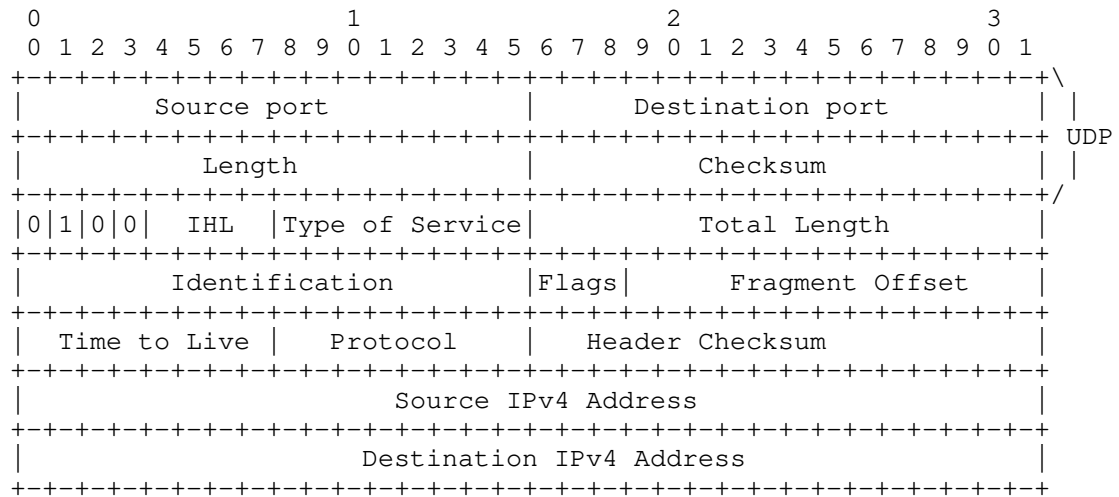 0                   1                   2                   3
 0 1 2 3 4 5 6 7 8 9 0 1 2 3 4 5 6 7 8 9 0 1 2 3 4 5 6 7 8 9 0 1
+-+-+-+-+-+-+-+-+-+-+-+-+-+-+-+-+-+-+-+-+-+-+-+-+-+-+-+-+-+-+-+-+\
|        Source port            |      Destination port         | |
+-+-+-+-+-+-+-+-+-+-+-+-+-+-+-+-+-+-+-+-+-+-+-+-+-+-+-+-+-+-+-+-+ UDP
|           Length              |          Checksum             | |
+-+-+-+-+-+-+-+-+-+-+-+-+-+-+-+-+-+-+-+-+-+-+-+-+-+-+-+-+-+-+-+-+/
|0|1|0|0|  IHL  |Type of Service|          Total Length         |
+-+-+-+-+-+-+-+-+-+-+-+-+-+-+-+-+-+-+-+-+-+-+-+-+-+-+-+-+-+-+-+-+
|         Identification        |Flags|      Fragment Offset    |
+-+-+-+-+-+-+-+-+-+-+-+-+-+-+-+-+-+-+-+-+-+-+-+-+-+-+-+-+-+-+-+-+
|  Time to Live |   Protocol    |   Header Checksum             |
+-+-+-+-+-+-+-+-+-+-+-+-+-+-+-+-+-+-+-+-+-+-+-+-+-+-+-+-+-+-+-+-+
|                       Source IPv4 Address                     |
+-+-+-+-+-+-+-+-+-+-+-+-+-+-+-+-+-+-+-+-+-+-+-+-+-+-+-+-+-+-+-+-+
|                     Destination IPv4 Address                  |
+-+-+-+-+-+-+-+-+-+-+-+-+-+-+-+-+-+-+-+-+-+-+-+-+-+-+-+-+-+-+-+-+